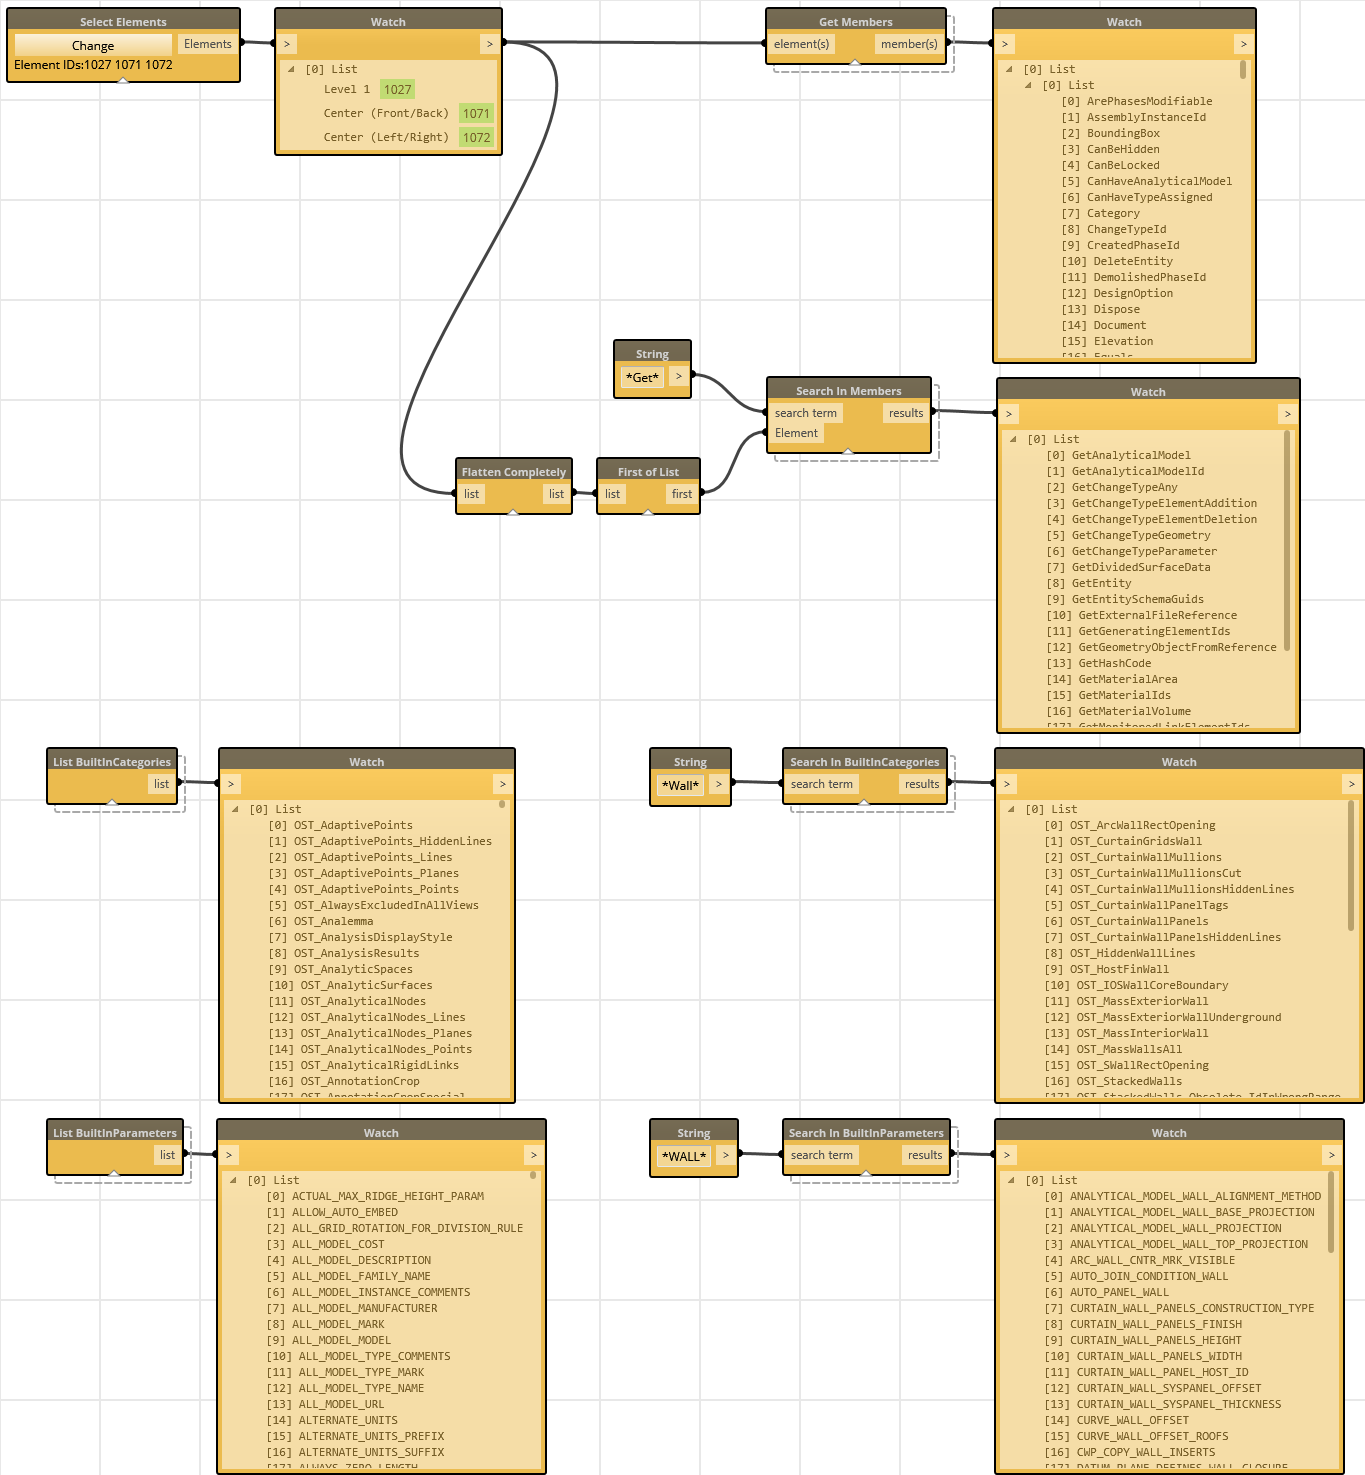 Select Elements
Change
Elements
Element IDs:1027 1071 1072
Watch
>
>
[0] List
Level 1 1027
Center (Front/Back) 1071
Center (Left/Right) 1072
Get Members
element(s)
member(s)
Watch
>
>
[0] List
[0] List
[0] ArePhasesModifiable
[1] AssemblyInstanceId
[2] BoundingBox
[3] CanBeHidden
[4] CanBeLocked
[5] CanHaveAnalyticalModel
[6] CanHaveTypeAssigned
[7] Category
[8] ChangeTypeId
[9] CreatedPhaseId
[10] DeleteEntity
[11] DemolishedPhaseId
[12] DesignOption
[13] Dispose
[14] Document
[15] Elevation
[16] Equals
String
*Get*
>
Search In Members
search term
results
Element
Flatten Completely
list
list
First of List
list
first
Watch
>
>
[0] List
[0] GetAnalyticalModel
[1] GetAnalyticalModelId
[2] GetChangeTypeAny
[3] GetChangeTypeElementAddition
[4] GetChangeTypeElementDeletion
[5] GetChangeTypeGeometry
[6] GetChangeTypeParameter
[7] GetDividedSurfaceData
[8] GetEntity
[9] GetEntitySchemaGuids
[10] GetExternalFileReference
[11] GetGeneratingElementIds
[12] GetGeometryObjectFromReference
[13] GetHashCode
[14] GetMaterialArea
[15] GetMaterialIds
[16] GetMaterialVolume
[17] GetMonitoredLinkElementIds
List BuiltInCategories
list
Watch
>
>
[0] List
[0] OST_AdaptivePoints
[1] OST_AdaptivePoints_HiddenLines
[2] OST_AdaptivePoints_Lines
[3] OST_AdaptivePoints_Planes
[4] OST_AdaptivePoints_Points
[5] OST_AlwaysExcludedInAllViews
[6] OST_Analemma
[7] OST_AnalysisDisplayStyle
[8] OST_AnalysisResults
[9] OST_AnalyticSpaces
[10] OST_AnalyticSurfaces
[11] OST_AnalyticalNodes
[12] OST_AnalyticalNodes_Lines
[13] OST_AnalyticalNodes_Planes
[14] OST_AnalyticalNodes_Points
[15] OST_AnalyticalRigidLinks
[16] OST_AnnotationCrop
[17] OST_AnnotationCropSpecial
String
*Wall*
>
Search In BuiltInCategories
search term
results
Watch
>
>
[0] List
[0] OST_ArcWallRectOpening
[1] OST_CurtainGridsWall
[2] OST_CurtainWallMullions
[3] OST_CurtainWallMullionsCut
[4] OST_CurtainWallMullionsHiddenLines
[5] OST_CurtainWallPanelTags
[6] OST_CurtainWallPanels
[7] OST_CurtainWallPanelsHiddenLines
[8] OST_HiddenWallLines
[9] OST_HostFinWall
[10] OST_IOSWallCoreBoundary
[11] OST_MassExteriorWall
[12] OST_MassExteriorWallUnderground
[13] OST_MassInteriorWall
[14] OST_MassWallsAll
[15] OST_SWallRectOpening
[16] OST_StackedWalls
[17] OST_StackedWalls_Obsolete_IdInWrongRange
List BuiltInParameters
list
Watch
>
>
[0] List
[0] ACTUAL_MAX_RIDGE_HEIGHT_PARAM
[1] ALLOW_AUTO_EMBED
[2] ALL_GRID_ROTATION_FOR_DIVISION_RULE
[3] ALL_MODEL_COST
[4] ALL_MODEL_DESCRIPTION
[5] ALL_MODEL_FAMILY_NAME
[6] ALL_MODEL_INSTANCE_COMMENTS
[7] ALL_MODEL_MANUFACTURER
[8] ALL_MODEL_MARK
[9] ALL_MODEL_MODEL
[10] ALL_MODEL_TYPE_COMMENTS
[11] ALL_MODEL_TYPE_MARK
[12] ALL_MODEL_TYPE_NAME
[13] ALL_MODEL_URL
[14] ALTERNATE_UNITS
[15] ALTERNATE_UNITS_PREFIX
[16] ALTERNATE_UNITS_SUFFIX
[17] ALWAYS_ZERO_LENGTH
String
*WALL*
>
Search In BuiltInParameters
search term
results
Watch
>
>
[0] List
[0] ANALYTICAL_MODEL_WALL_ALIGNMENT_METHOD
[1] ANALYTICAL_MODEL_WALL_BASE_PROJECTION
[2] ANALYTICAL_MODEL_WALL_PROJECTION
[3] ANALYTICAL_MODEL_WALL_TOP_PROJECTION
[4] ARC_WALL_CNTR_MRK_VISIBLE
[5] AUTO_JOIN_CONDITION_WALL
[6] AUTO_PANEL_WALL
[7] CURTAIN_WALL_PANELS_CONSTRUCTION_TYPE
[8] CURTAIN_WALL_PANELS_FINISH
[9] CURTAIN_WALL_PANELS_HEIGHT
[10] CURTAIN_WALL_PANELS_WIDTH
[11] CURTAIN_WALL_PANEL_HOST_ID
[12] CURTAIN_WALL_SYSPANEL_OFFSET
[13] CURTAIN_WALL_SYSPANEL_THICKNESS
[14] CURVE_WALL_OFFSET
[15] CURVE_WALL_OFFSET_ROOFS
[16] CWP_COPY_WALL_INSERTS
[17] DATUM_PLANE_DEFINES_WALL_CLOSURE